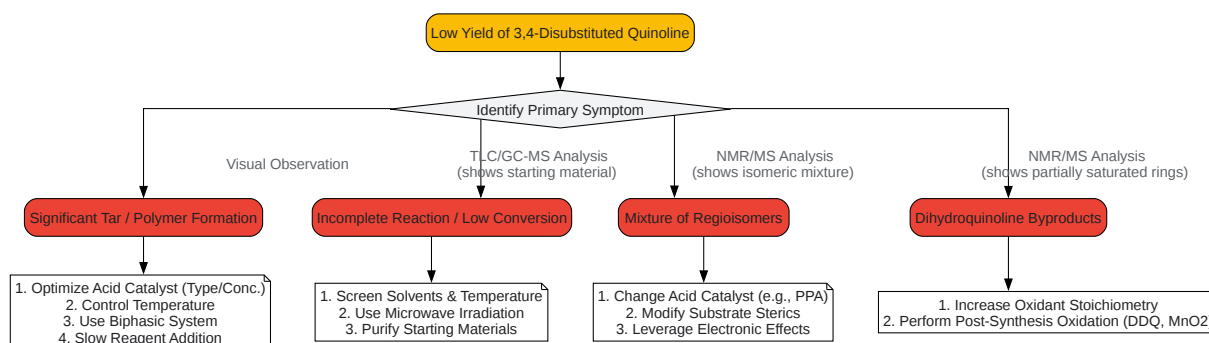 Low Yield of 3,4-Disubstituted Quinoline
Identify Primary Symptom
Visual Observation
TLC/GC-MS Analysis
(shows starting material)
NMR/MS Analysis
(shows isomeric mixture)
NMR/MS Analysis
(shows partially saturated rings)
Significant Tar / Polymer Formation
Incomplete Reaction / Low Conversion
Mixture of Regioisomers
Dihydroquinoline Byproducts
1. Optimize Acid Catalyst (Type/Conc.)
2. Control Temperature
3. Use Biphasic System
4. Slow Reagent Addition
1. Screen Solvents & Temperature
2. Use Microwave Irradiation
3. Purify Starting Materials
1. Change Acid Catalyst (e.g., PPA)
2. Modify Substrate Sterics
3. Leverage Electronic Effects
1. Increase Oxidant Stoichiometry
2. Perform Post-Synthesis Oxidation (DDQ, MnO2)